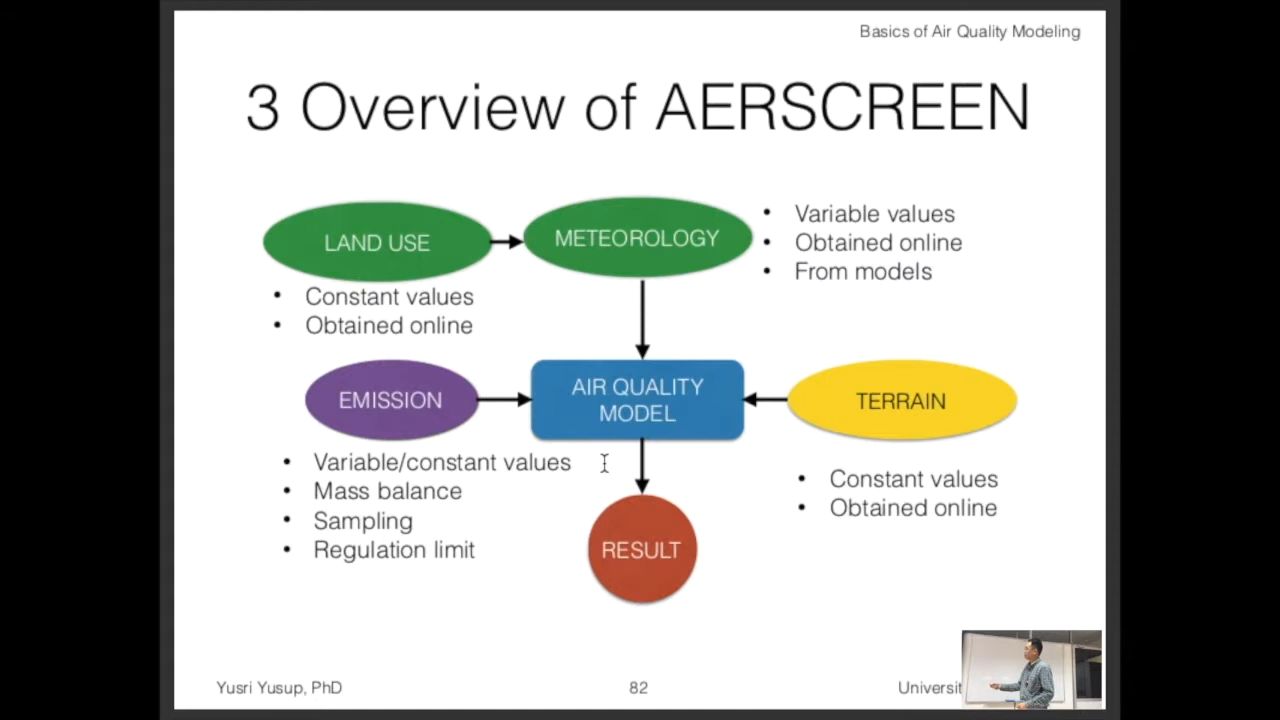 Basics of Air Quality Modeling
3 Overview of AERSCREEN
LAND USE
METEOROLOGY
• Variable values
• Obtained online
• From models
• Constant values
• Obtained online
EMISSION
AIR QUALITY
MODEL
TERRAIN
• Variable/constant values
• Mass balance
• Sampling
• Regulation limit
• Constant values
• Obtained online
RESULT
Yusri Yusup, PhD
82